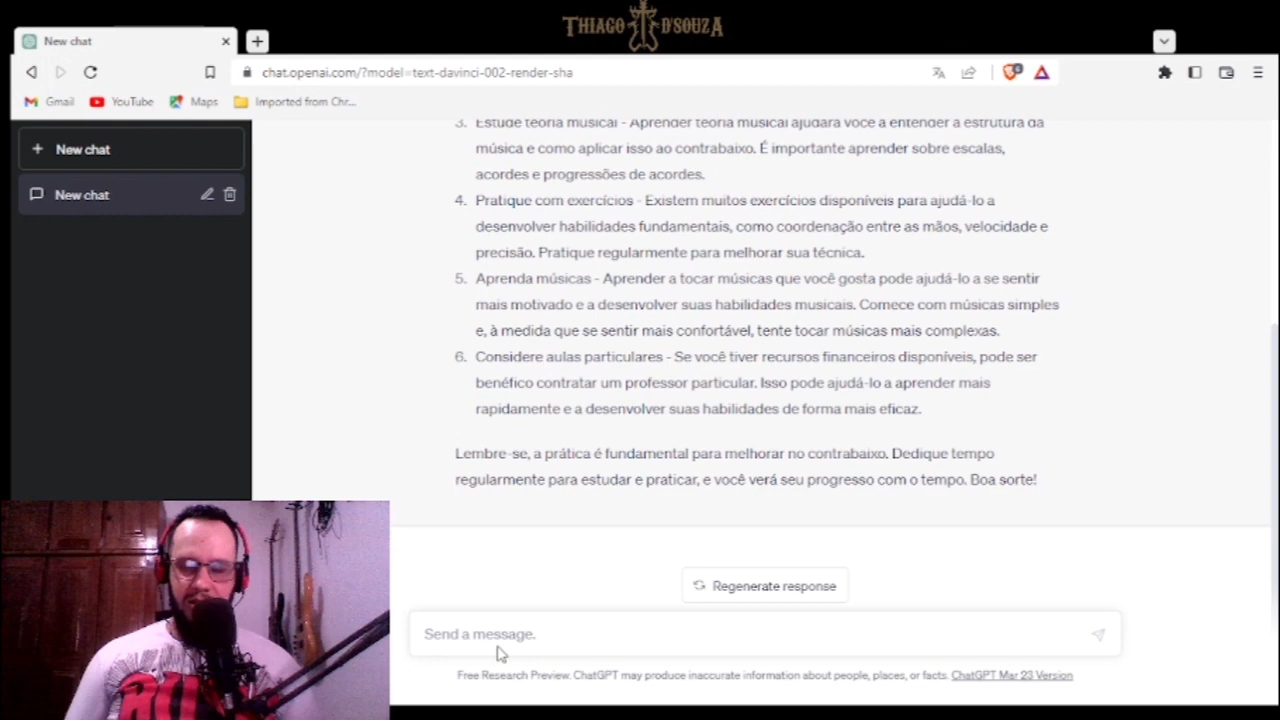 THIAGO D'SOUZA
New chat
chat.openai.com/?model=text-davinci-002-render-sha
Gmail YouTube Maps Imported from Chr...
New chat
New chat
3. Estude teoria musical - Aprender teoria musical ajudará você a entender a estrutura da
música e como aplicar isso ao contrabaixo. É importante aprender sobre escalas,
acordes e progressões de acordes.
4. Pratique com exercícios - Existem muitos exercícios disponíveis para ajudá-lo a
desenvolver habilidades fundamentais, como coordenação entre as mãos, velocidade e
precisão. Pratique regularmente para melhorar sua técnica.
5. Aprenda músicas - Aprender a tocar músicas que você gosta pode ajudá-lo a se sentir
mais motivado e a desenvolver suas habilidades musicais. Comece com músicas simples
e, à medida que se sentir mais confortável, tente tocar músicas mais complexas.
6. Considere aulas particulares - Se você tiver recursos financeiros disponíveis, pode ser
benéfico contratar um professor particular. Isso pode ajudá-lo a aprender mais
rapidamente e a desenvolver suas habilidades de forma mais eficaz.
Lembre-se, a prática é fundamental para melhorar no contrabaixo. Dedique tempo
regularmente para estudar e praticar, e você verá seu progresso com o tempo. Boa sorte!
Regenerate response
Send a message.
Free Research Preview. ChatGPT may produce inaccurate information about people, places, or facts. ChatGPT Mar 23 Version